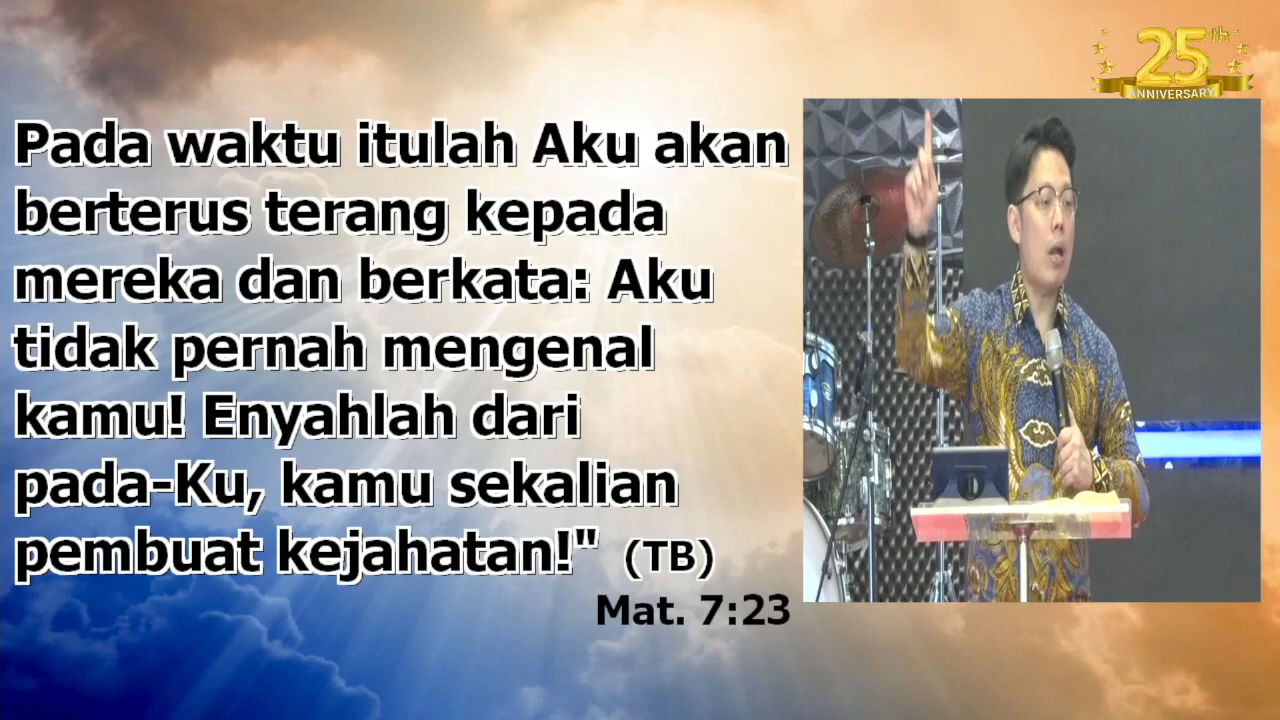 25th
ANNIVERSARY
Pada waktu itulah Aku akan
berterus terang kepada
mereka dan berkata: Aku
tidak pernah mengenal
kamu! Enyahlah dari
pada-Ku, kamu sekalian
pembuat kejahatan!" (TB)
Mat. 7:23